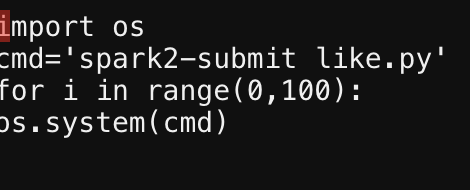 import os
cmd='spark2-submit like.py'
for i in range(0,100):
os.system(cmd)